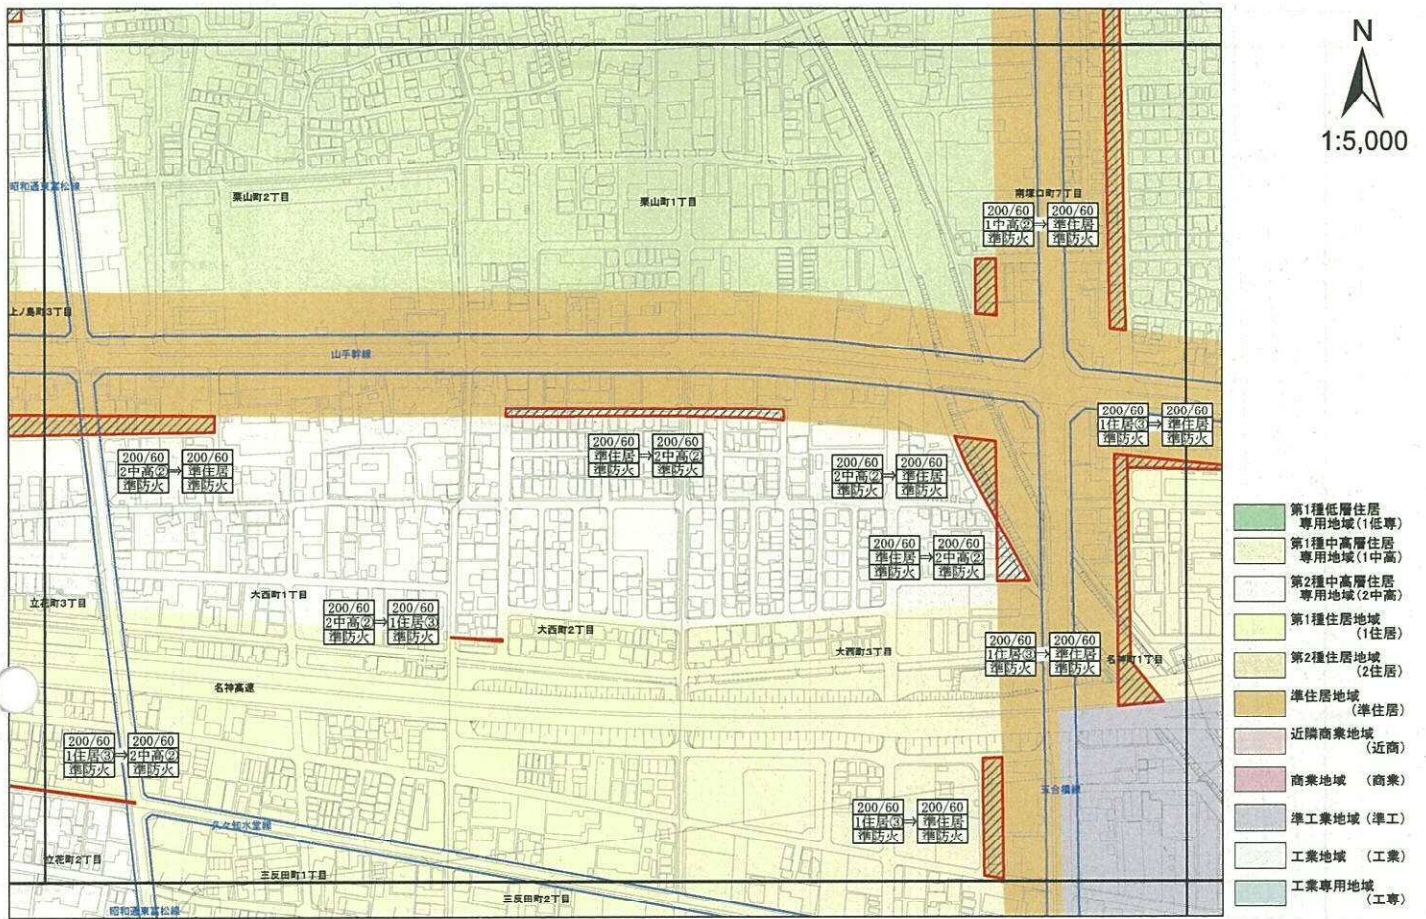 N
1:5,000
昭和通東富松線
栗山町2丁目
栗山町1丁目
南塚口町7丁目
200/60 200/60
1中高②⇒準住居
準防火 準防火
上ノ島町3丁目
山手幹線
200/60 200/60
1住居③⇒準住居
準防火 準防火
200/60 200/60
2中高②⇒準住居
準防火 準防火
200/60 200/60
準住居⇒2中高②
準防火 準防火
200/60 200/60
2中高②⇒準住居
準防火 準防火
200/60 200/60
準住居⇒2中高②
準防火 準防火
立花町3丁目
大西町1丁目
200/60 200/60
2中高②⇒1住居③
準防火 準防火
大西町2丁目
大西町3丁目
200/60 200/60
1住居③⇒準住居
準防火 準防火
名神町1丁目
名神高速
200/60 200/60
1住居③⇒2中高②
準防火 準防火
200/60 200/60
1住居③⇒準住居
準防火 準防火
五合橋線
久々知水堂線
立花町2丁目
三反田町1丁目
三反田町2丁目
昭和通東富松線
第1種低層住居
専用地域(1低専)
第1種中高層住居
専用地域(1中高)
第2種中高層住居
専用地域(2中高)
第1種住居地域
(1住居)
第2種住居地域
(2住居)
準住居地域
(準住居)
近隣商業地域
(近商)
商業地域 (商業)
準工業地域 (準工)
工業地域 (工業)
工業専用地域
(工専)